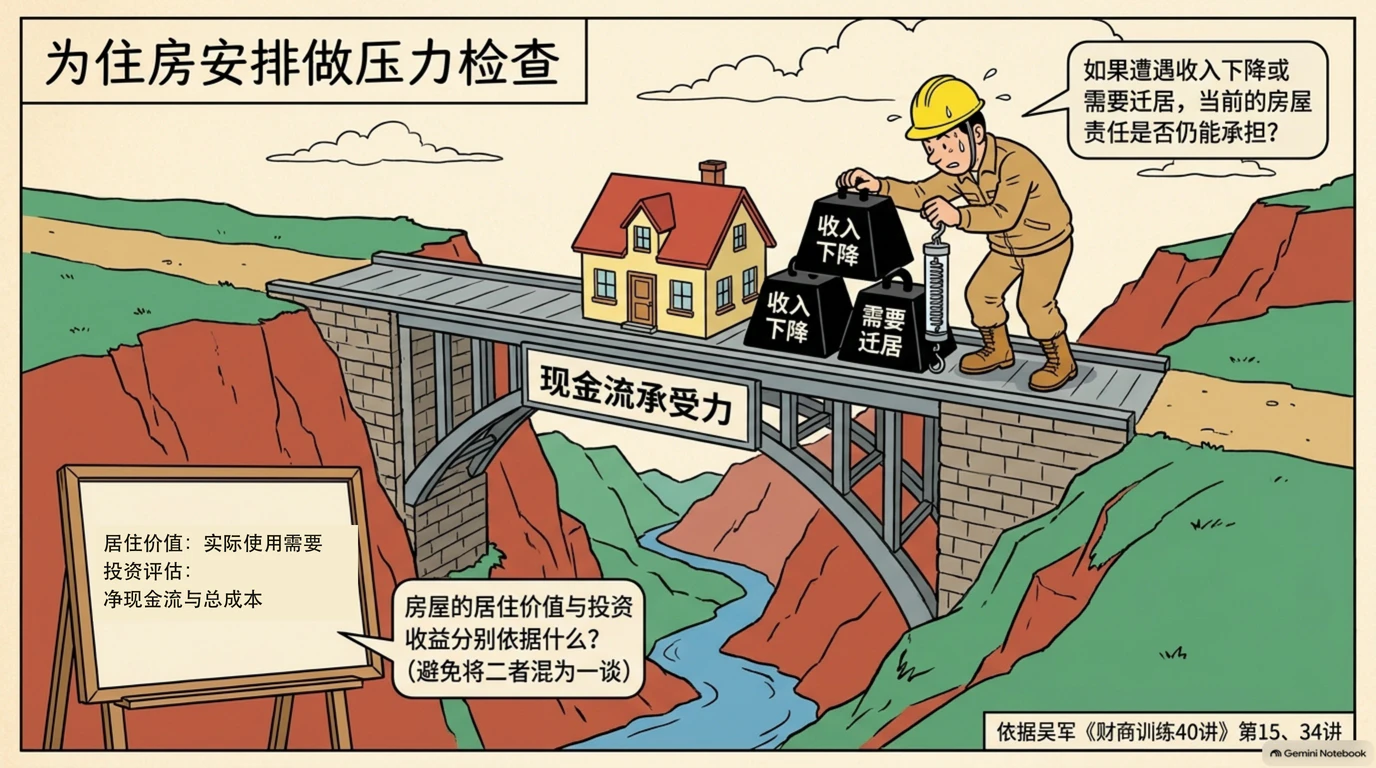 为住房安排做压力检查
如果遭遇收入下降或
需要迁居，当前的房屋
责任是否仍能承担？
收入
下降
收入
下降
需要
迁居
现金流承受力
居住价值：实际使用需要
投资评估：
净现金流与总成本
房屋的居住价值与投资
收益分别依据什么？
（避免将二者混为一谈）
依据吴军《财商训练40讲》第15、34讲
Gemini Notebook